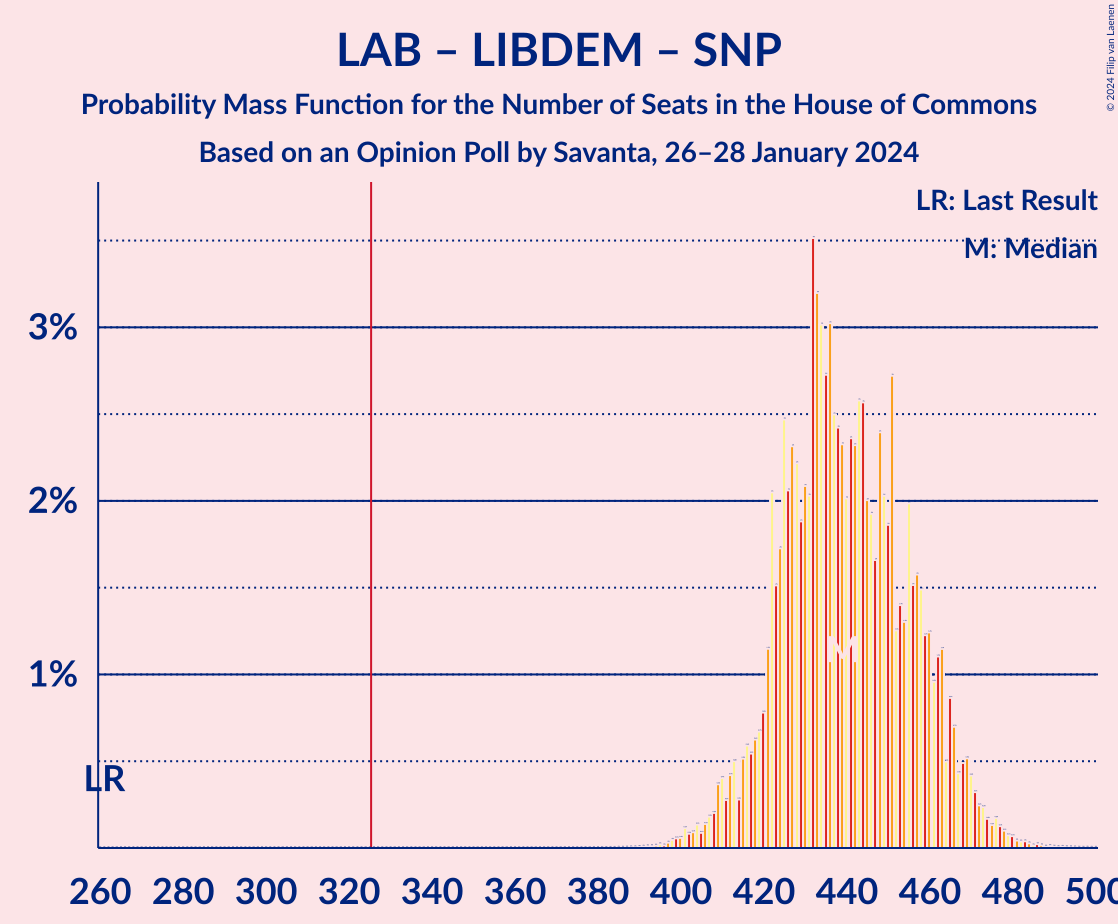 LAB – LIBDEM – SNP
Probability Mass Function for the Number of Seats in the House of Commons
Based on an Opinion Poll by Savanta, 26–28 January 2024
© 2024 Filip van Laenen
LR: Last Result
M: Median
3%
2%
1%
M
LR
260 280 300 320 340 360 380 400 420 440 460 480 500